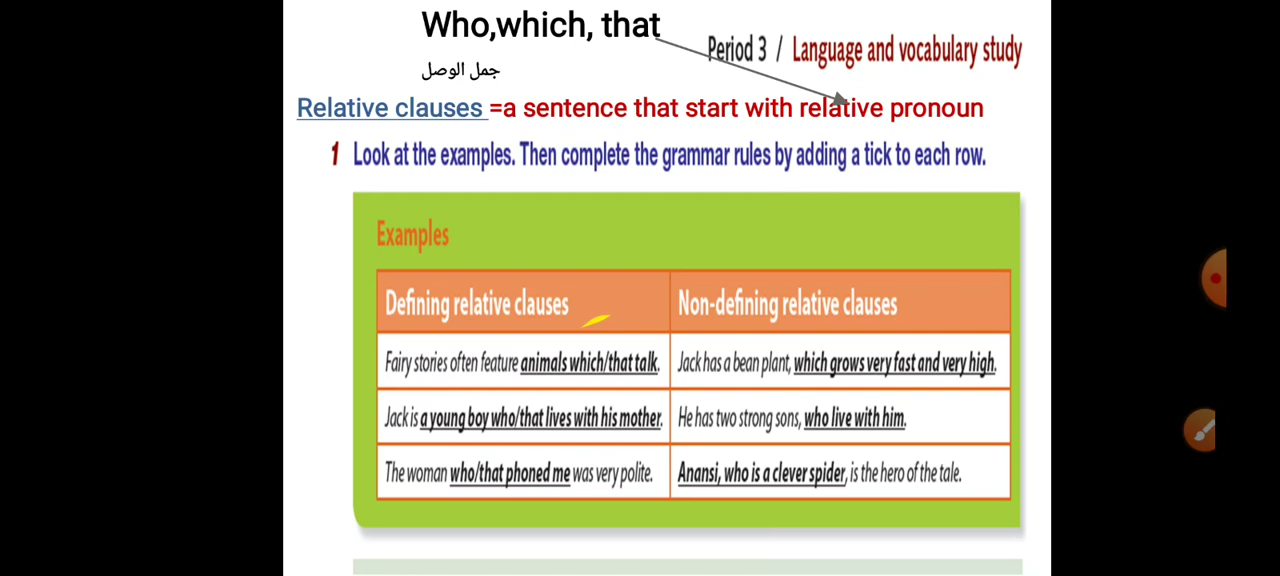 Who,which, that
Period 3 / Language and vocabulary study
جمل الوصل
Relative clauses =a sentence that start with relative pronoun
1 Look at the examples. Then complete the grammar rules by adding a tick to each row.
Examples
Defining relative clauses
Non-defining relative clauses
Fairy stories often feature animals which/that talk.
Jack has a bean plant, which grows very fast and very high.
Jack is a young boy who/that lives with his mother.
He has two strong sons, who live with him.
The woman who/that phoned me was very polite.
Anansi, who is a clever spider, is the hero of the tale.